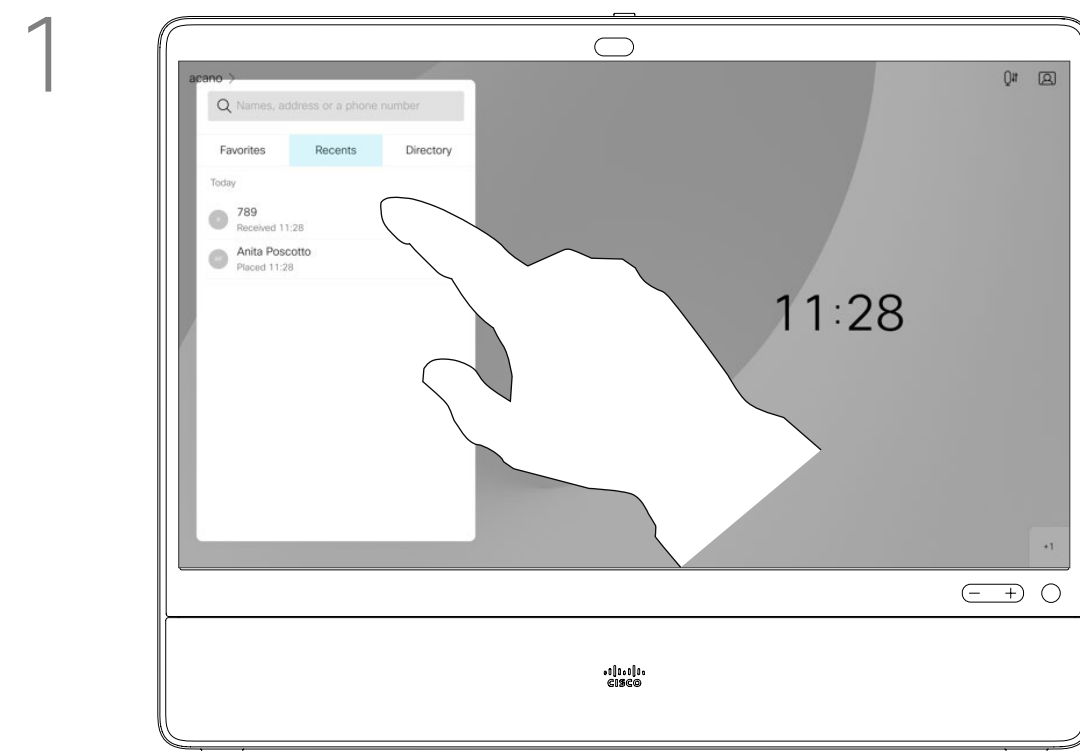 1
acano >
Names, address or a phone number
Favorites Recents Directory
Today
789
Received 11:28
Anita Poscotto
Placed 11:28
11:28
+1
CISCO